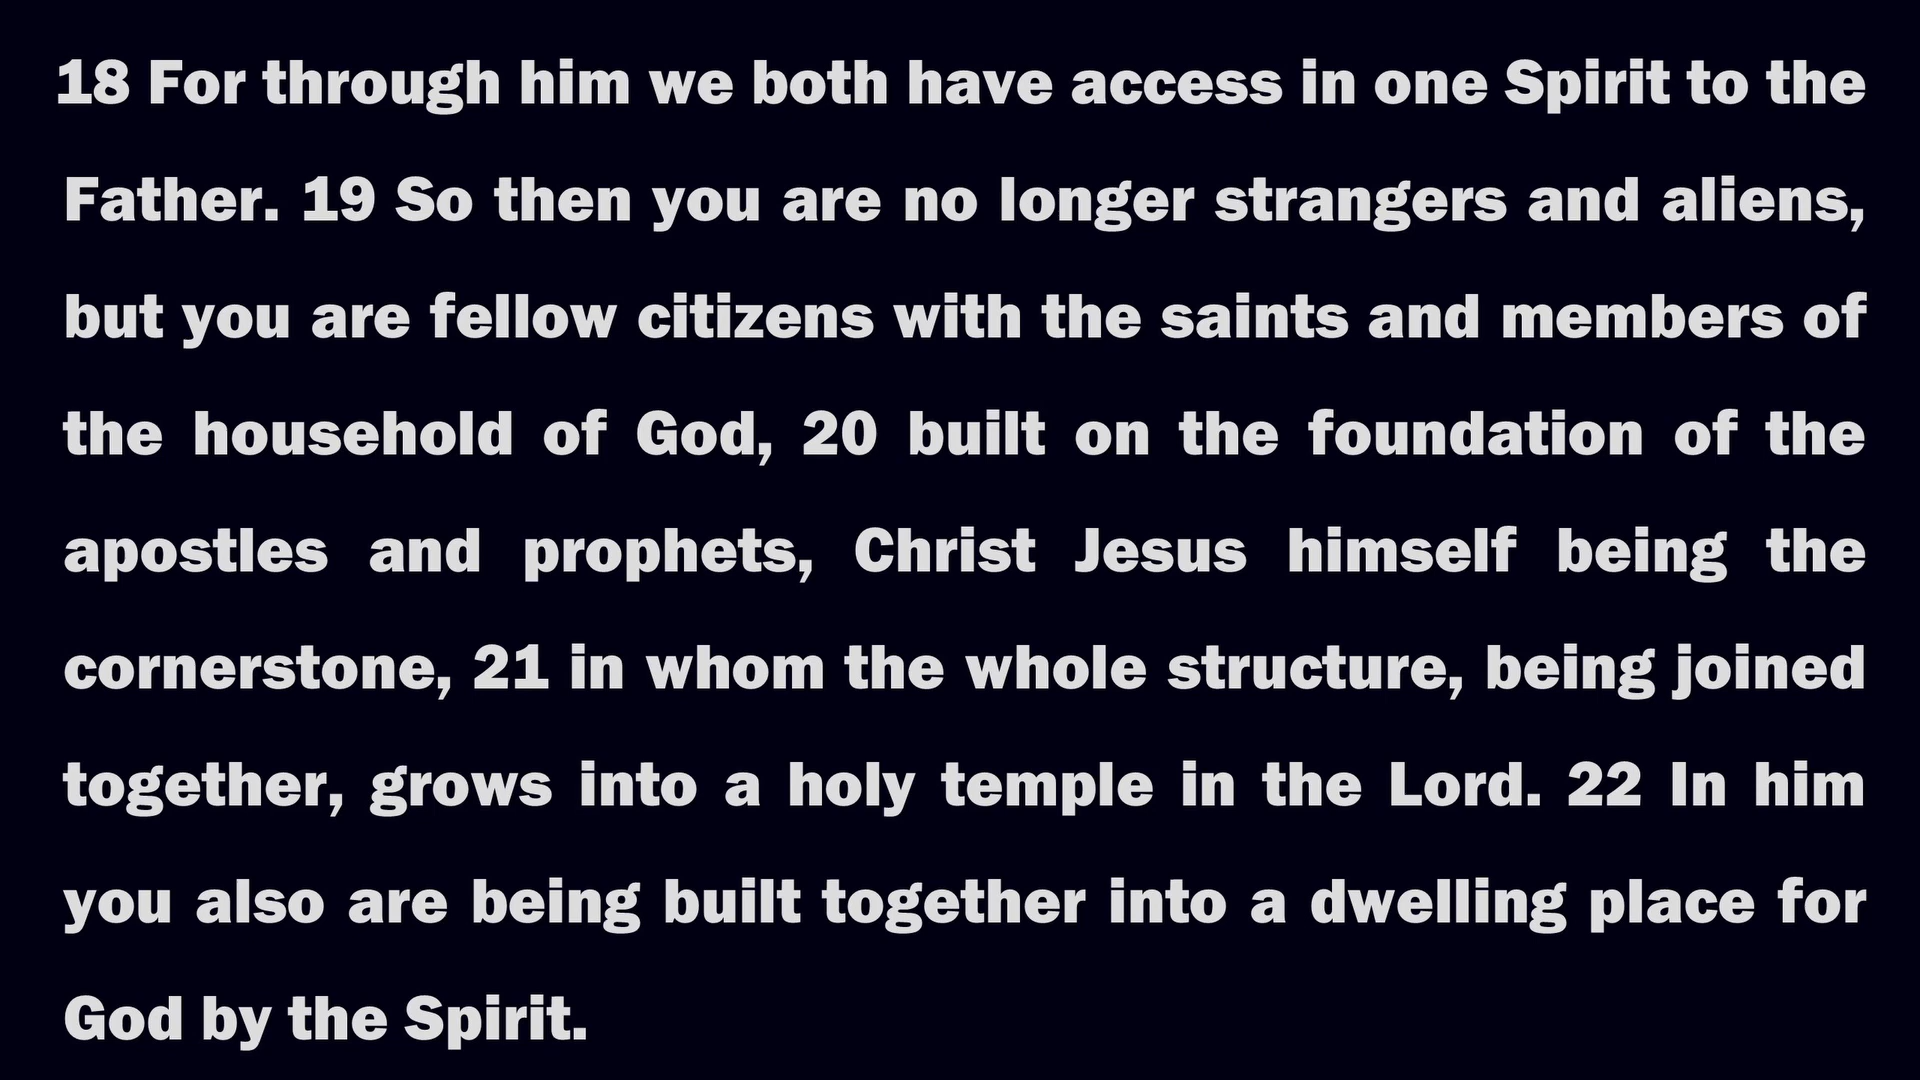 18 For through him we both have access in one Spirit to the
Father. 19 So then you are no longer strangers and aliens,
but you are fellow citizens with the saints and members of
the household of God, 20 built on the foundation of the
apostles and prophets, Christ Jesus himself being the
cornerstone, 21 in whom the whole structure, being joined
together, grows into a holy temple in the Lord. 22 In him
you also are being built together into a dwelling place for
God by the Spirit.